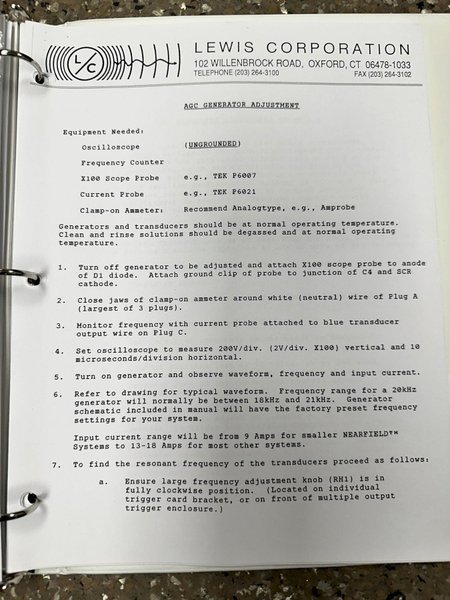 L/C
LEWIS CORPORATION
102 WILLENBROCK ROAD, OXFORD, CT 06478-1033
TELEPHONE (203) 264-3100 FAX (203) 264-3102
AGC GENERATOR ADJUSTMENT
Equipment Needed:
Oscilloscope (UNGROUNDED)
Frequency Counter
X100 Scope Probe e.g., TEK P6007
Current Probe e.g., TEK P6021
Clamp-on Ammeter: Recommend Analogtype, e.g., Amprobe
Generators and transducers should be at normal operating temperature.
Clean and rinse solutions should be degassed and at normal operating
temperature.
1. Turn off generator to be adjusted and attach X100 scope probe to anode
of D1 diode. Attach ground clip of probe to junction of C4 and SCR
cathode.
2. Close jaws of clamp-on ammeter around white (neutral) wire of Plug A
(largest of 3 plugs).
3. Monitor frequency with current probe attached to blue transducer
output wire on Plug C.
4. Set oscilloscope to measure 200V/div. (2V/div. X100) vertical and 10
microseconds/division horizontal.
5. Turn on generator and observe waveform, frequency and input current.
6. Refer to drawing for typical waveform. Frequency range for a 20kHz
generator will normally be between 18kHz and 21kHz. Generator
schematic included in manual will have the factory preset frequency
settings for your system.
Input current range will be from 9 Amps for smaller NEARFIELD™
Systems to 13-18 Amps for most other systems.
7. To find the resonant frequency of the transducers proceed as follows:
a. Ensure large frequency adjustment knob (RH1) is in
fully clockwise position. (Located on individual
trigger card bracket, or on front of multiple output
trigger enclosure.)